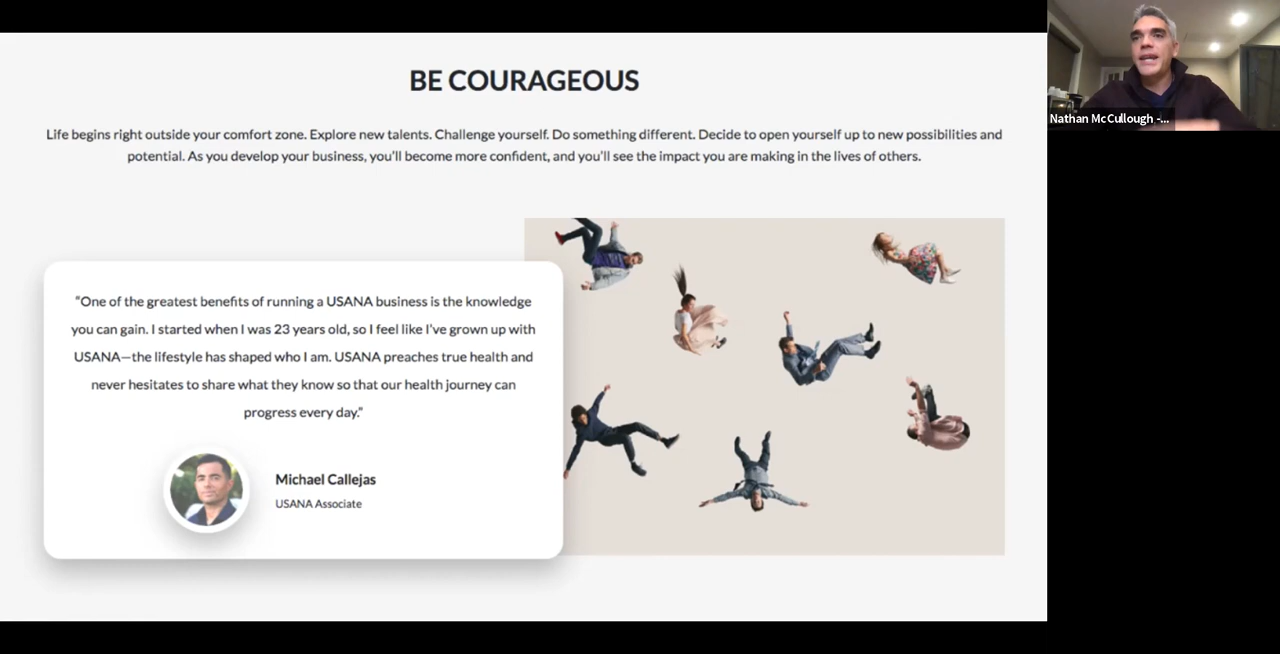 BE COURAGEOUS
Life begins right outside your comfort zone. Explore new talents. Challenge yourself. Do something different. Decide to open yourself up to new possibilities and
potential. As you develop your business, you’ll become more confident, and you’ll see the impact you are making in the lives of others.
“One of the greatest benefits of running a USANA business is the knowledge
you can gain. I started when I was 23 years old, so I feel like I’ve grown up with
USANA—the lifestyle has shaped who I am. USANA preaches true health and
never hesitates to share what they know so that our health journey can
progress every day.”
Michael Callejas
USANA Associate
Nathan McCullough -...